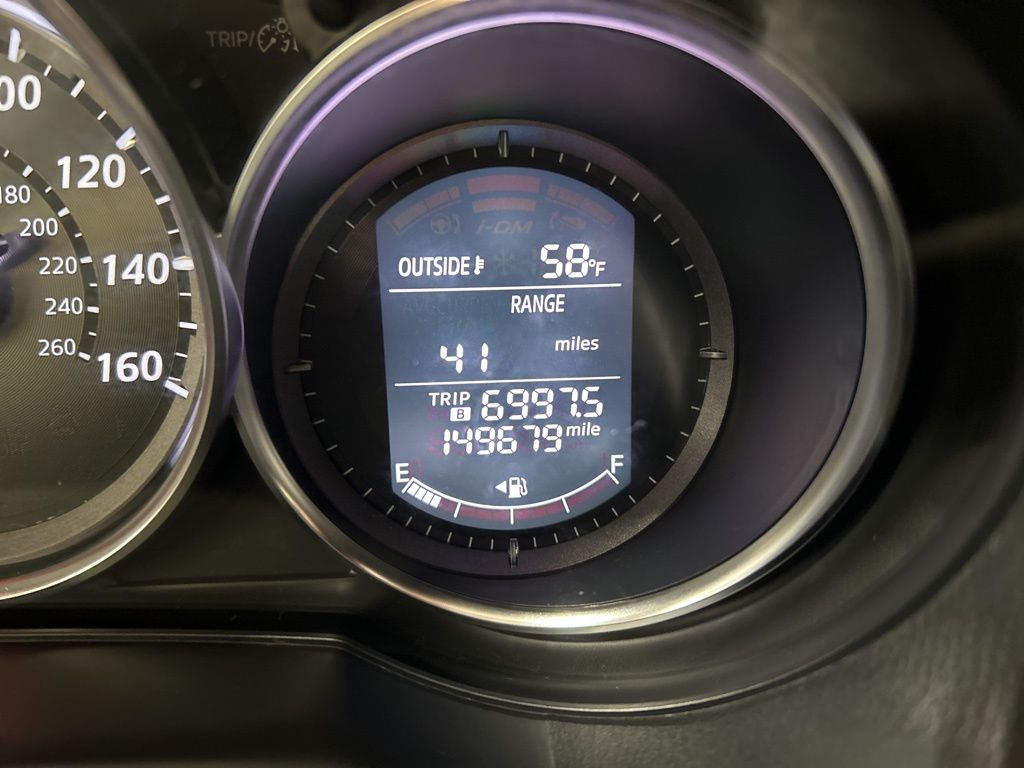 TRIP/
00
120
140
160
180
200
220
240
260
i-DM
OUTSIDE 58°F
RANGE
41 miles
TRIP B 6997.5
149679 mile
E F